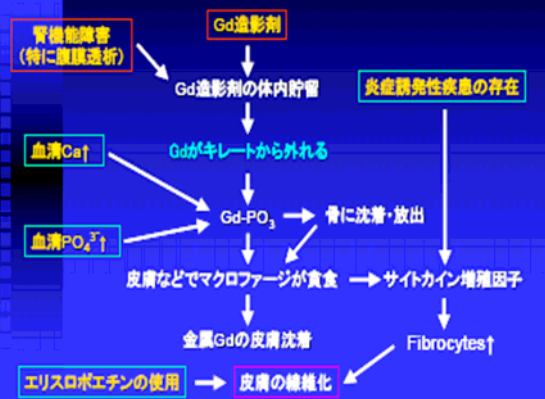 Gd造影剤
腎機能障害
(特に腹膜透析)
Gd造影剤の体内貯留
炎症誘発性疾患の存在
血清Ca↑
Gdがキレートから外れる
Gd-PO3
骨に沈着・放出
血清PO4 3-↑
皮膚などでマクロファージが貪食
サイトカイン増殖因子
金属Gdの皮膚沈着
Fibrocytes↑
エリスロポエチンの使用
皮膚の線維化